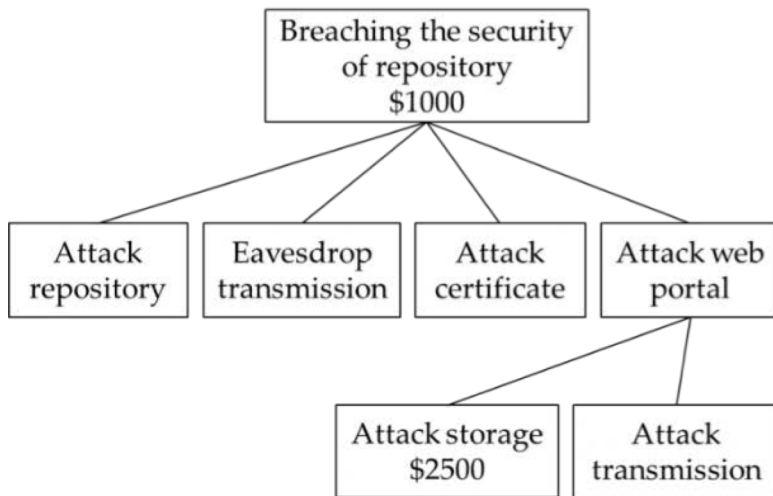 Breaching the security
of repository
$1000
Attack
repository
Eavesdrop
transmission
Attack
certificate
Attack web
portal
Attack storage
$2500
Attack
transmission